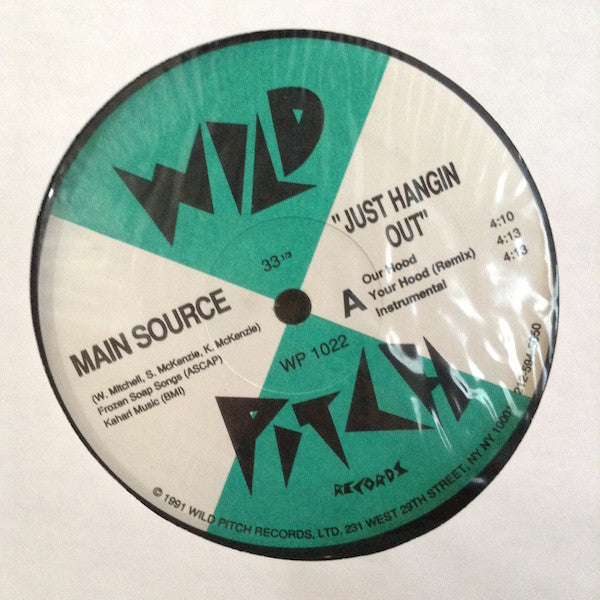 WILD
PITCH
RECORDS
33 1/3
WP 1022
MAIN SOURCE
(W. Mitchell, S. McKenzie, K. McKenzie)
Frozen Soap Songs (ASCAP)
Kahari Music (BMI)
"JUST HANGIN
OUT"
A
Our Hood 4:10
Your Hood (Remix) 4:13
Instrumental 4:13
© 1991 WILD PITCH RECORDS, LTD. 231 WEST 29TH STREET, NY NY